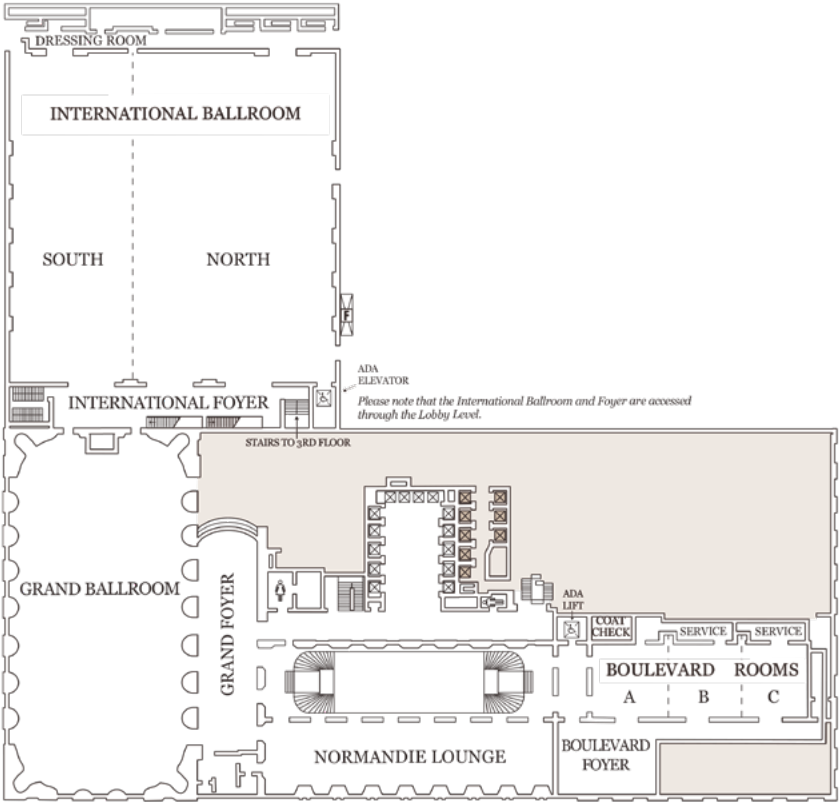 DRESSING ROOM
INTERNATIONAL BALLROOM
SOUTH
NORTH
F
ADA
ELEVATOR
INTERNATIONAL FOYER
Please note that the International Ballroom and Foyer are accessed
through the Lobby Level.
STAIRS TO 3RD FLOOR
GRAND BALLROOM
GRAND FOYER
ADA
LIFT
COAT
CHECK
SERVICE
SERVICE
BOULEVARD ROOMS
A
B
C
NORMANDIE LOUNGE
BOULEVARD
FOYER